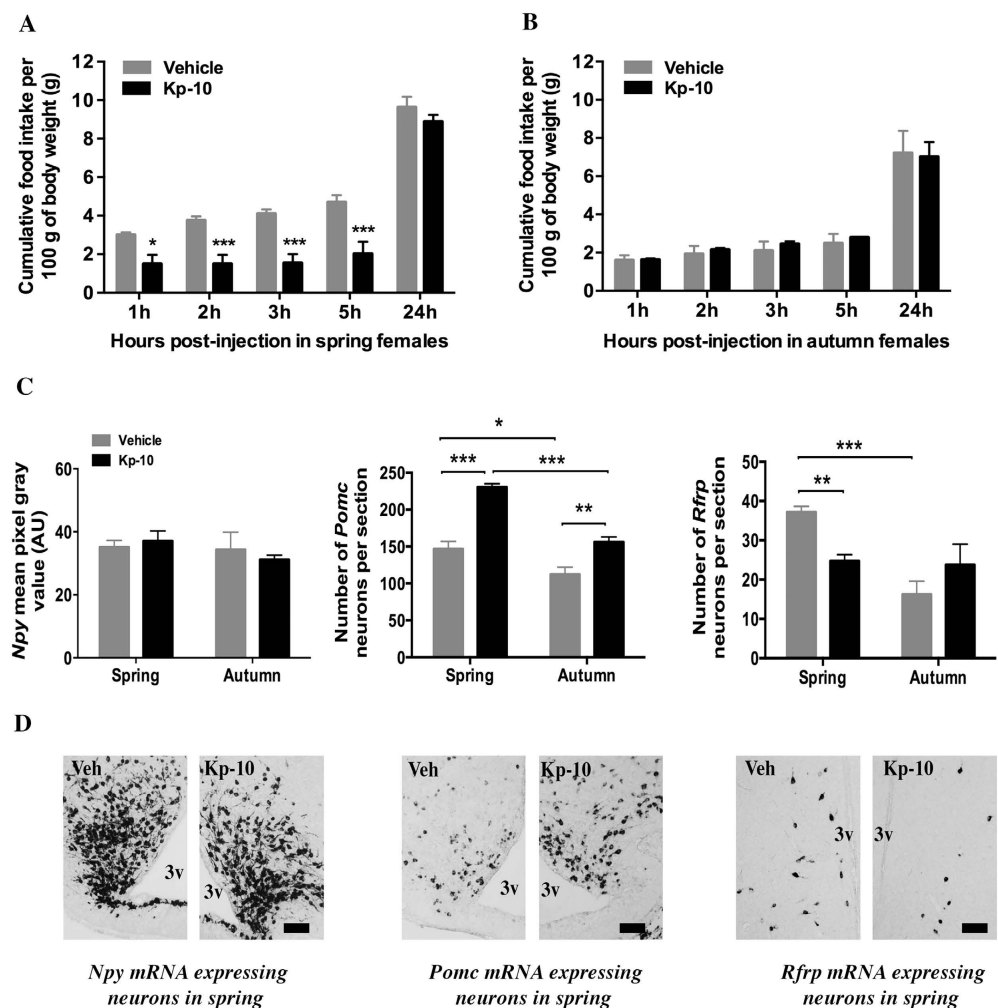 A
Vehicle
Kp-10
Cumulative food intake per
100 g of body weight (g)
12
10
8
6
4
2
0
*
***
***
***
1h 2h 3h 5h 24h
Hours post-injection in spring females
B
Vehicle
Kp-10
Cumulative food intake per
100 g of body weight (g)
12
10
8
6
4
2
0
1h 2h 3h 5h 24h
Hours post-injection in autumn females
C
Vehicle
Kp-10
Npy mean pixel gray
value (AU)
60
40
20
0
Spring Autumn
Number of Pomc
neurons per section
250
200
150
100
50
0
*
***
***
**
Spring Autumn
Number of Rfrp
neurons per section
50
40
30
20
10
0
***
**
Spring Autumn
D
Veh
3v
Kp-10
3v
Npy mRNA expressing
neurons in spring
Veh
3v
Kp-10
3v
Pomc mRNA expressing
neurons in spring
Veh
3v
Kp-10
3v
Rfrp mRNA expressing
neurons in spring